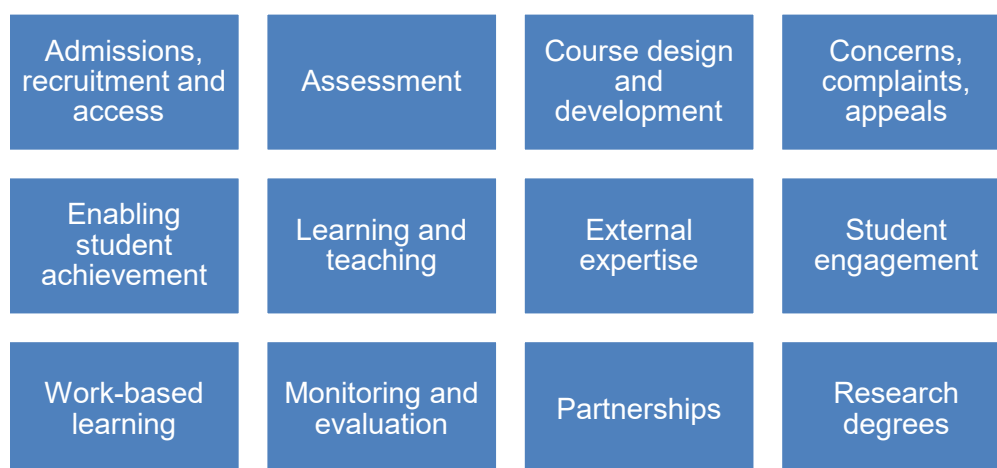 Admissions,
recruitment and
access
Assessment
Course design
and
development
Concerns,
complaints,
appeals
Enabling
student
achievement
Learning and
teaching
External
expertise
Student
engagement
Work-based
learning
Monitoring and
evaluation
Partnerships
Research
degrees